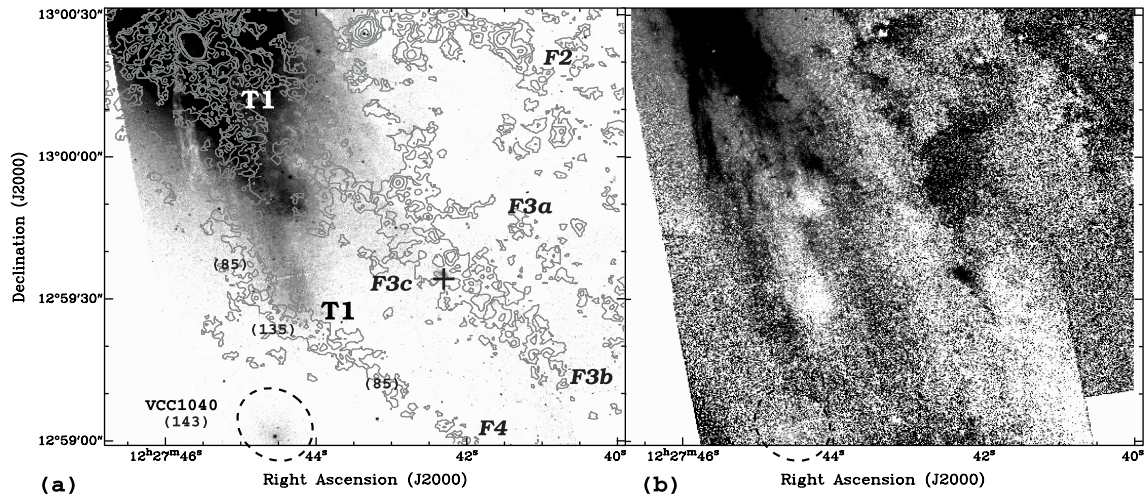 13°00'30"
F2
T1
13°00'00"
F3a
Declination (J2000)
(85)
F3c
12°59'30"
T1
(135)
(85)
F3b
VCC1040
(143)
F4
12°59'00"
12ʰ27ᵐ46ˢ
44ˢ
42ˢ
40ˢ
Right Ascension (J2000)
(a)
12ʰ27ᵐ46ˢ
44ˢ
42ˢ
40ˢ
Right Ascension (J2000)
(b)